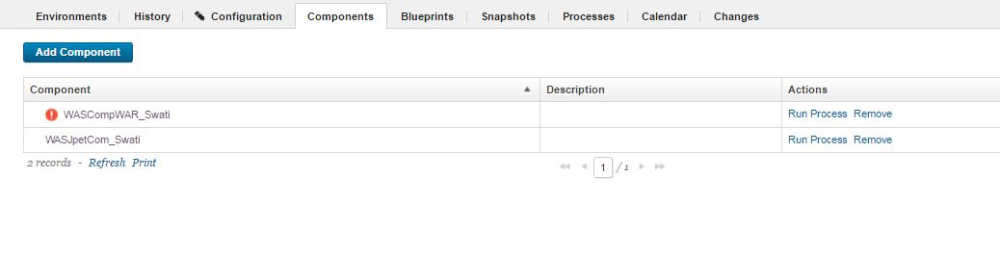 Environments History Configuration Components Blueprints Snapshots Processes Calendar Changes
Add Component
Component Description Actions
WASCompWAR_Swati Run Process Remove
WASJpetCom_Swati Run Process Remove
2 records - Refresh Print 1 / 1